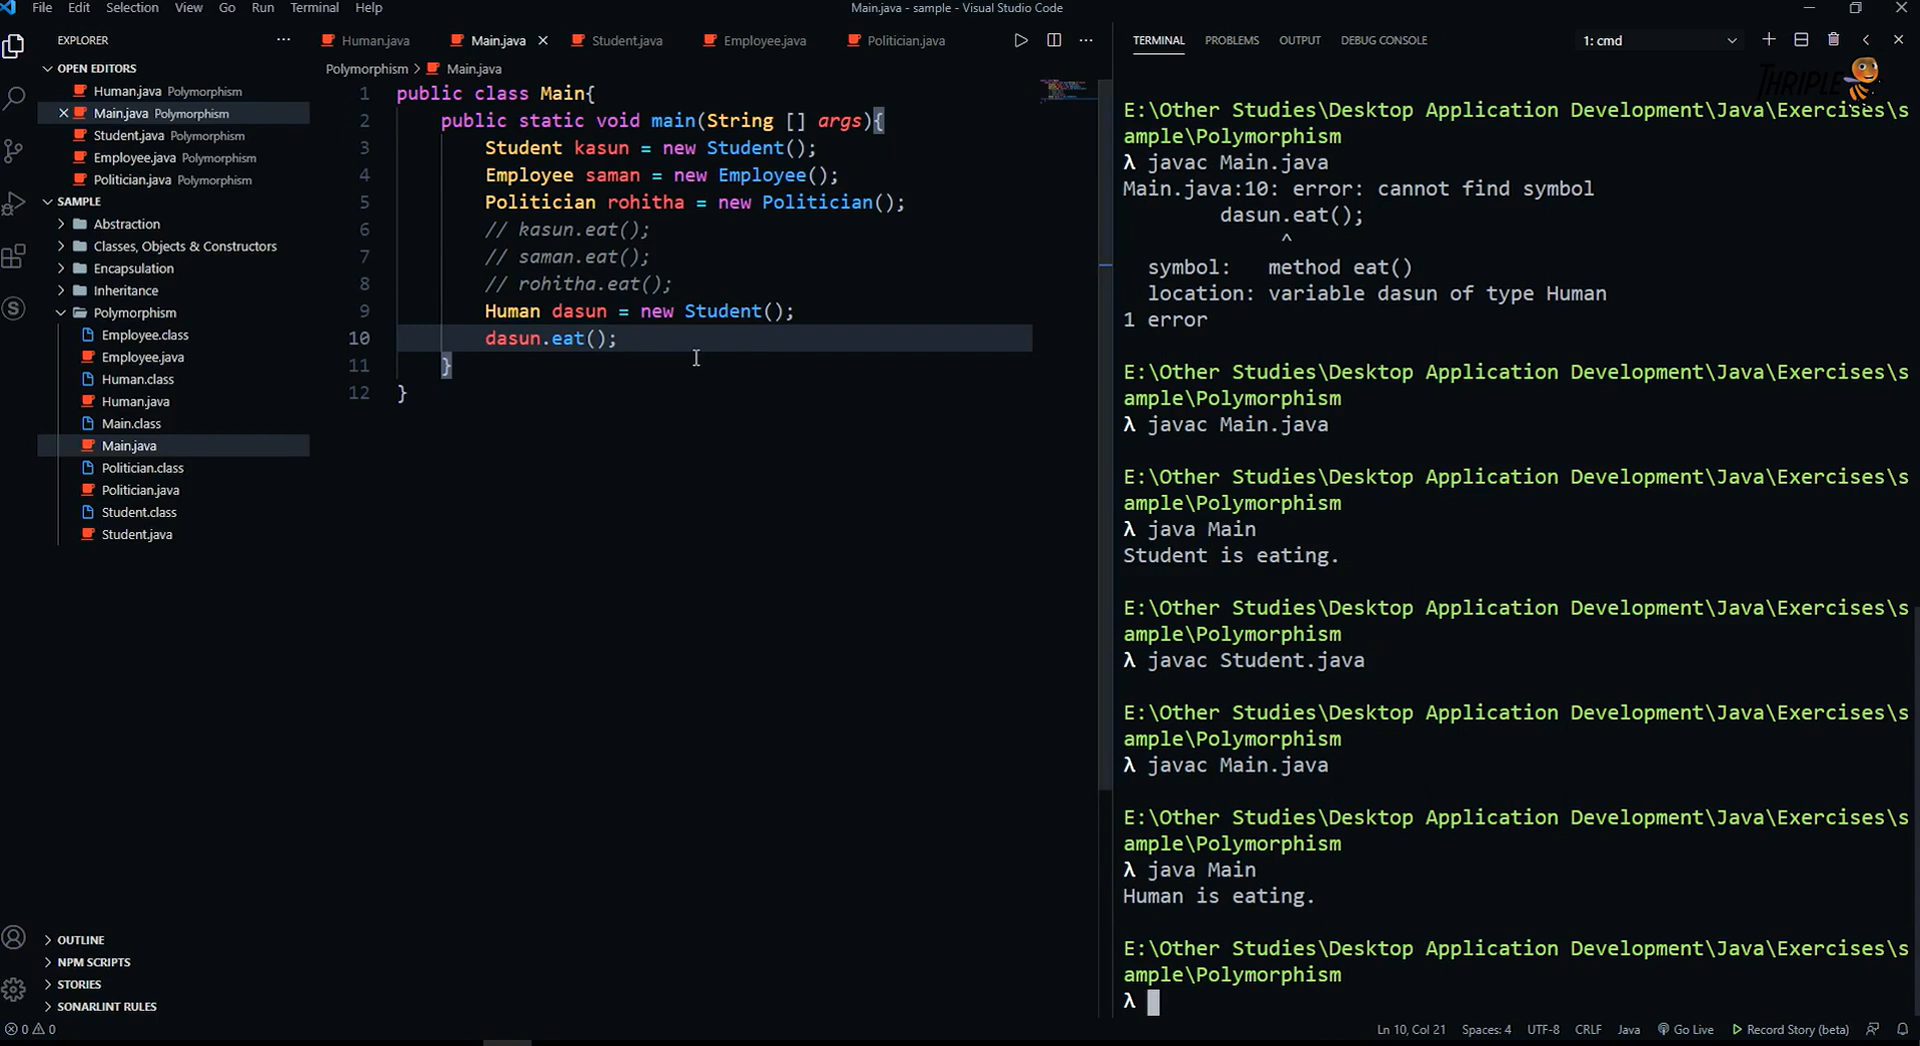 File Edit Selection View Go Run Terminal Help
Main.java - sample - Visual Studio Code
EXPLORER
OPEN EDITORS
Human.java Polymorphism
Main.java Polymorphism
Student.java Polymorphism
Employee.java Polymorphism
Politician.java Polymorphism
SAMPLE
Abstraction
Classes, Objects & Constructors
Encapsulation
Inheritance
Polymorphism
Employee.class
Employee.java
Human.class
Human.java
Main.class
Main.java
Politician.class
Politician.java
Student.class
Student.java
OUTLINE
NPM SCRIPTS
STORIES
SONARLINT RULES
Human.java Main.java Student.java Employee.java Politician.java
Polymorphism > Main.java
1 public class Main{
2 public static void main(String [] args){
3 Student kasun = new Student();
4 Employee saman = new Employee();
5 Politician rohitha = new Politician();
6 // kasun.eat();
7 // saman.eat();
8 // rohitha.eat();
9 Human dasun = new Student();
10 dasun.eat();
11 }
12 }
TERMINAL PROBLEMS OUTPUT DEBUG CONSOLE 1: cmd
THRIPLE
E:\Other Studies\Desktop Application Development\Java\Exercises\s
ample\Polymorphism
λ javac Main.java
Main.java:10: error: cannot find symbol
dasun.eat();
^
symbol: method eat()
location: variable dasun of type Human
1 error
E:\Other Studies\Desktop Application Development\Java\Exercises\s
ample\Polymorphism
λ javac Main.java
E:\Other Studies\Desktop Application Development\Java\Exercises\s
ample\Polymorphism
λ java Main
Student is eating.
E:\Other Studies\Desktop Application Development\Java\Exercises\s
ample\Polymorphism
λ javac Student.java
E:\Other Studies\Desktop Application Development\Java\Exercises\s
ample\Polymorphism
λ javac Main.java
E:\Other Studies\Desktop Application Development\Java\Exercises\s
ample\Polymorphism
λ java Main
Human is eating.
E:\Other Studies\Desktop Application Development\Java\Exercises\s
ample\Polymorphism
λ
0 0
Ln 10, Col 21 Spaces: 4 UTF-8 CRLF Java Go Live Record Story (beta)